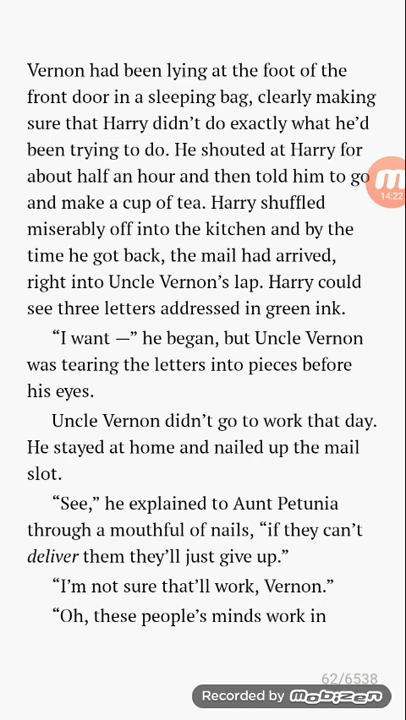 Vernon had been lying at the foot of the
front door in a sleeping bag, clearly making
sure that Harry didn’t do exactly what he’d
been trying to do. He shouted at Harry for
about half an hour and then told him to go
and make a cup of tea. Harry shuffled
miserably off into the kitchen and by the
time he got back, the mail had arrived,
right into Uncle Vernon’s lap. Harry could
see three letters addressed in green ink.
“I want —” he began, but Uncle Vernon
was tearing the letters into pieces before
his eyes.
Uncle Vernon didn’t go to work that day.
He stayed at home and nailed up the mail
slot.
“See,” he explained to Aunt Petunia
through a mouthful of nails, “if they can’t
deliver them they’ll just give up.”
“I’m not sure that’ll work, Vernon.”
“Oh, these people’s minds work in
14:22
62/6538
Recorded by mobizen